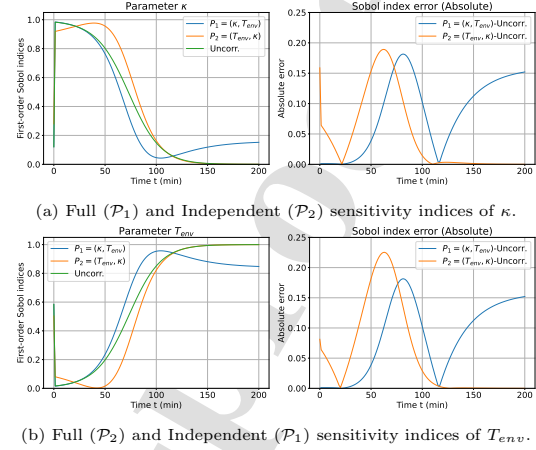 Parameter κ
First-order Sobol indices
1.0
0.8
0.6
0.4
0.2
0.0
P₁ = (κ, Tₑₙᵥ)
P₂ = (Tₑₙᵥ, κ)
Uncorr.
0 50 100 150 200
Time t (min)
Sobol index error (Absolute)
Absolute error
0.25
0.20
0.15
0.10
0.05
0.00
P₁ = (κ, Tₑₙᵥ)-Uncorr.
P₂ = (Tₑₙᵥ, κ)-Uncorr.
0 50 100 150 200
Time t (min)
(a) Full (𝒫₁) and Independent (𝒫₂) sensitivity indices of κ.
Parameter Tₑₙᵥ
First-order Sobol indices
1.0
0.8
0.6
0.4
0.2
0.0
P₁ = (κ, Tₑₙᵥ)
P₂ = (Tₑₙᵥ, κ)
Uncorr.
0 50 100 150 200
Time t (min)
Sobol index error (Absolute)
Absolute error
0.25
0.20
0.15
0.10
0.05
0.00
P₁ = (κ, Tₑₙᵥ)-Uncorr.
P₂ = (Tₑₙᵥ, κ)-Uncorr.
0 50 100 150 200
Time t (min)
(b) Full (𝒫₂) and Independent (𝒫₁) sensitivity indices of Tₑₙᵥ.